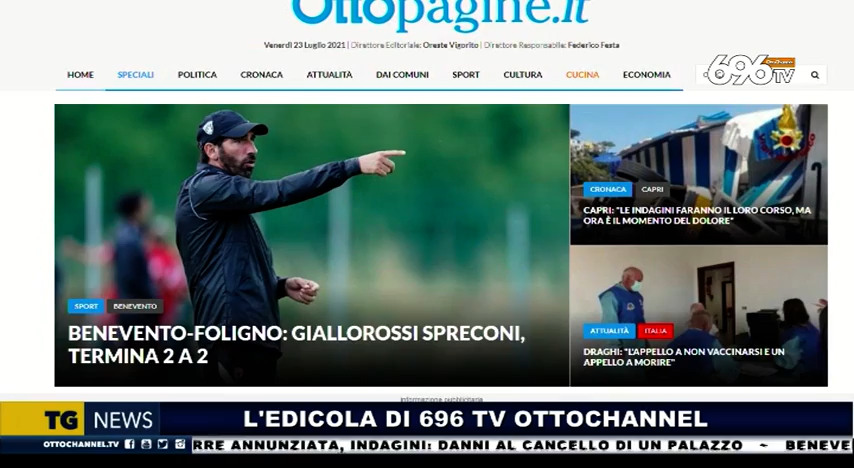 Ottopagine.it
Venerdì 23 Luglio 2021 | Direttore Editoriale: Oreste Vigorito | Direttore Responsabile: Federico Festa
HOME SPECIALI POLITICA CRONACA ATTUALITÀ DAI COMUNI SPORT CULTURA CUCINA ECONOMIA
696 TV
CRONACA CAPRI
CAPRI: "LE INDAGINI FARANNO IL LORO CORSO, MA
ORA È IL MOMENTO DEL DOLORE"
SPORT BENEVENTO
BENEVENTO-FOLIGNO: GIALLOROSSI SPRECONI,
TERMINA 2 A 2
ATTUALITÀ ITALIA
DRAGHI: "L'APPELLO A NON VACCINARSI E UN
APPELLO A MORIRE"
informazione pubblicitaria
TG NEWS L'EDICOLA DI 696 TV OTTOCHANNEL
OTTOCHANNEL.TV RRE ANNUNZIATA, INDAGINI: DANNI AL CANCELLO DI UN PALAZZO ~ BENEVE